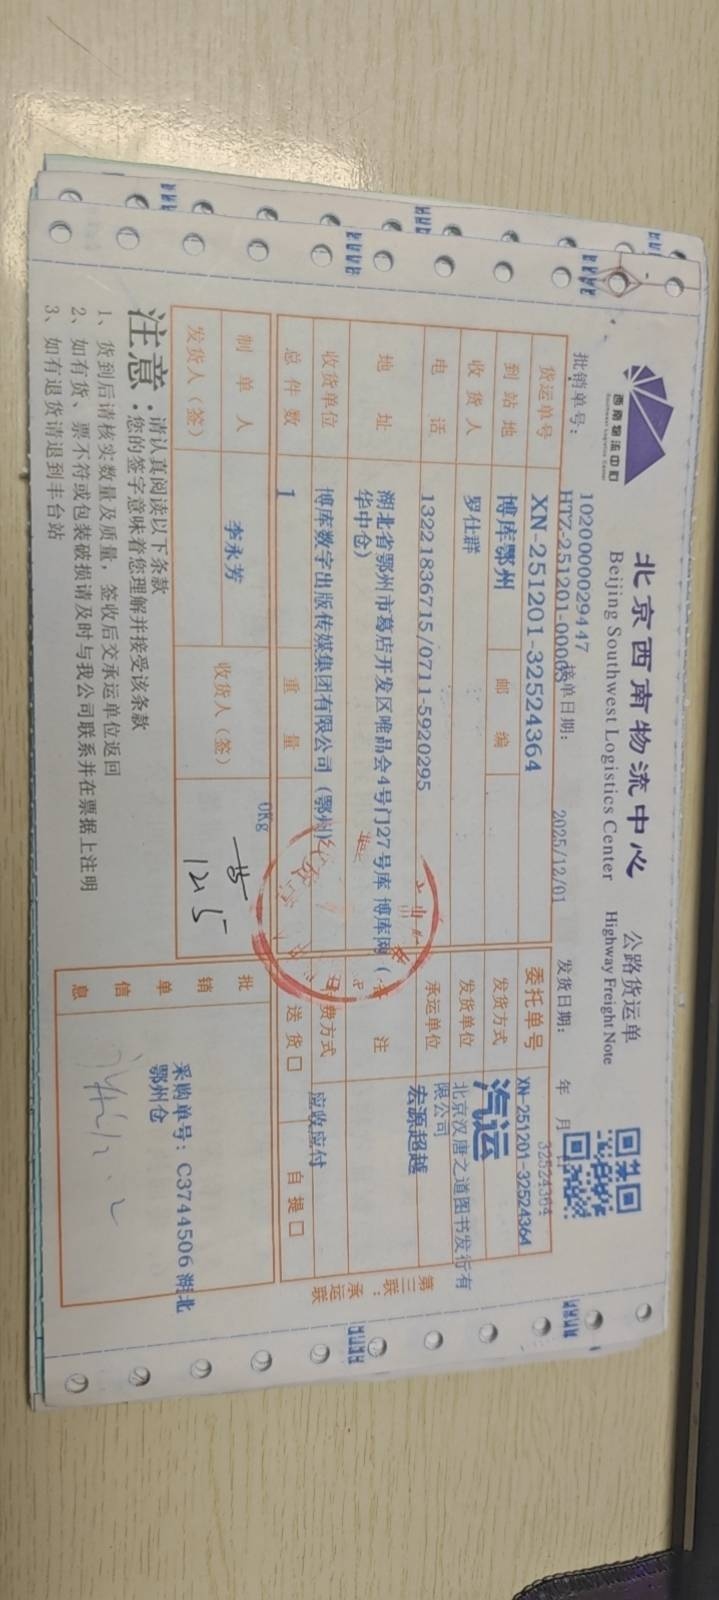 西南物流中心
北京西南物流中心 公路货运单
Beijing Southwest Logistics Center Highway Freight Note
32524364
批销单号: 1020000029447
HTZ-251201-00008 接单日期: 2025/12/01 发货日期: 年 月
货运单号 XN-251201-32524364 委托单号 XN-251201-32524364
到站地 博库鄂州 邮编 发货方式 汽运
收货人 罗仕群 发货单位 北京汉唐之道图书发行有限公司
电话 13221836715/0711-5920295 承运单位 宏源超越
地址 湖北省鄂州市葛店开发区唯品会4号门27号库 博库网(
华中仓) 备注
收货单位 博库数字出版传媒集团有限公司(鄂州) 付费方式 应收应付
总件数 1 重量 0Kg 送货□ 自提□
制单人 李永芳 收货人(签)
发货人(签)
12.5
批销单信息 采购单号: C3744506 湖北
鄂州仓
第三联: 承运联
注意: 请认真阅读以下条款
您的签字意味着您理解并接受该条款
1、货到后请核实数量及质量, 签收后交承运单位返回
2、如有货、票不符或包装破损请及时与我公司联系并在票据上注明
3、如有退货请退到丰台站